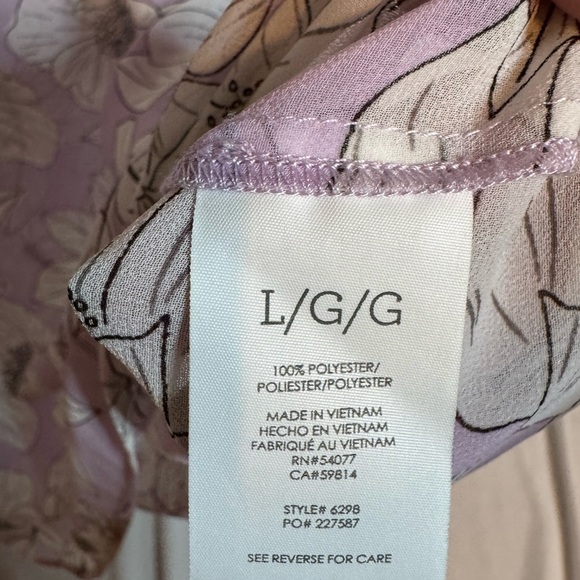 L/G/G
100% POLYESTER/
POLIESTER/POLYESTER
MADE IN VIETNAM
HECHO EN VIETNAM
FABRIQUÉ AU VIETNAM
RN#54077
CA#59814
STYLE# 6298
PO# 227587
SEE REVERSE FOR CARE